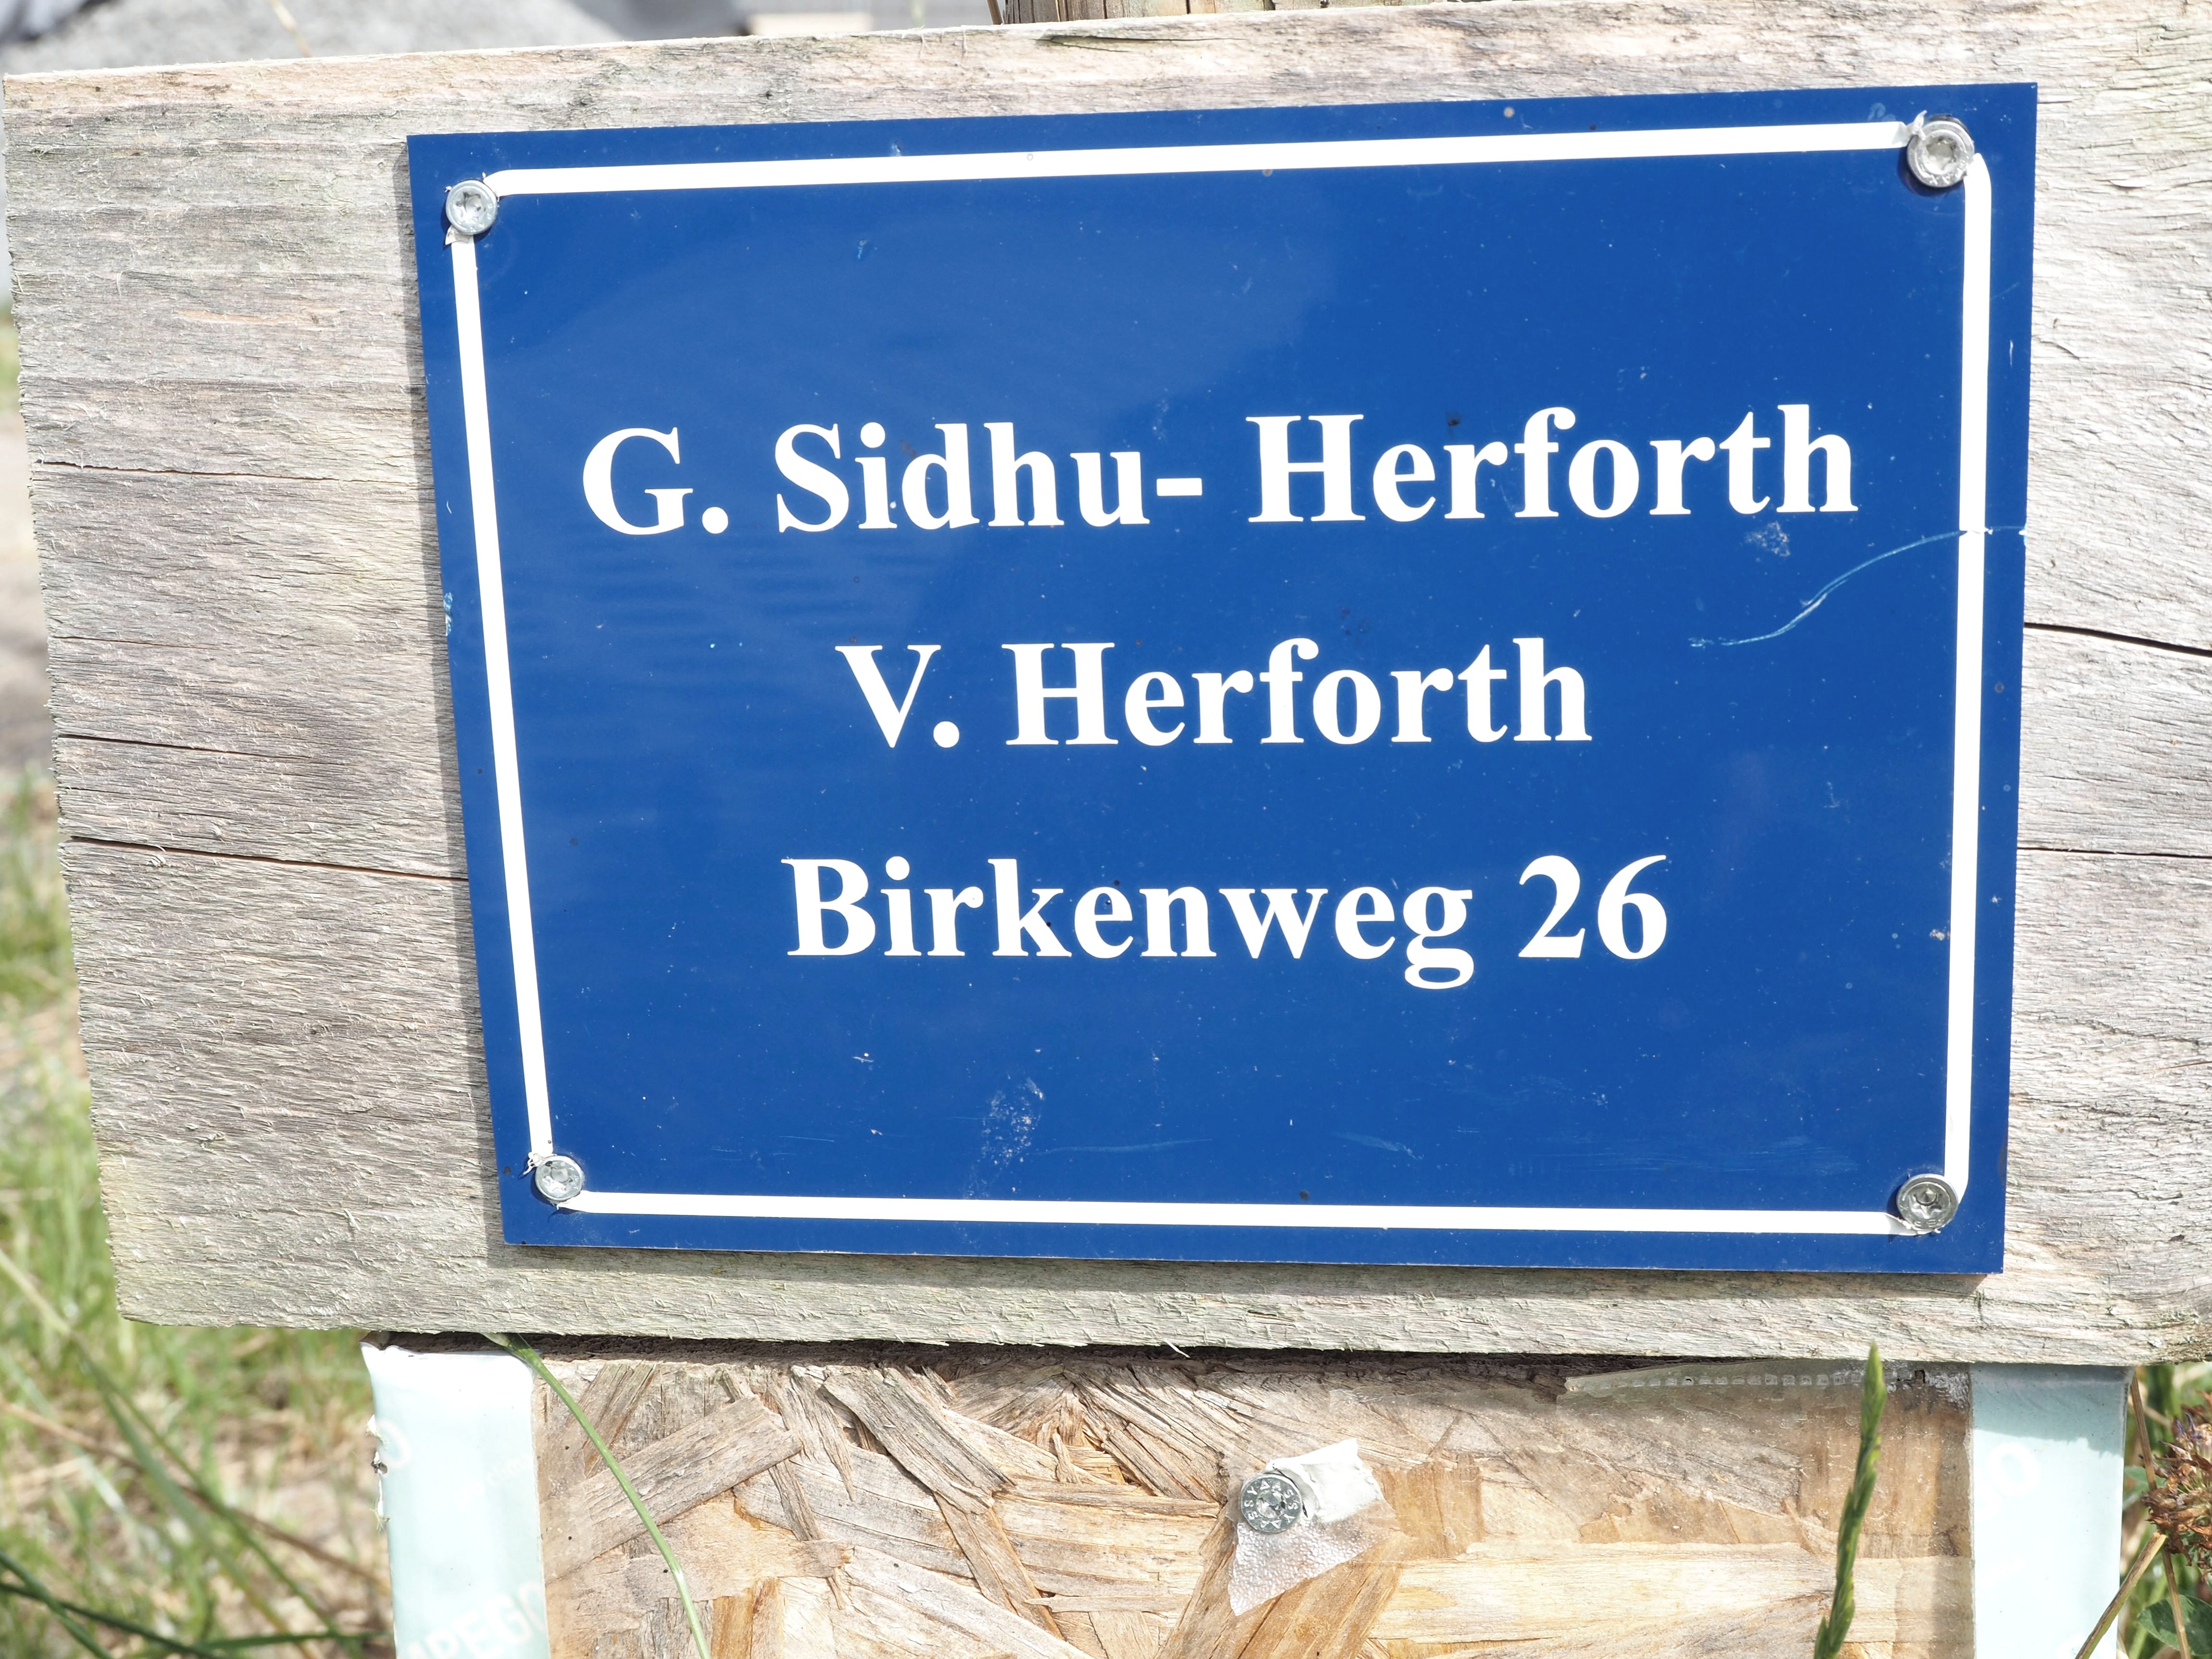 G. Sidhu- Herforth
V. Herforth
Birkenweg 26